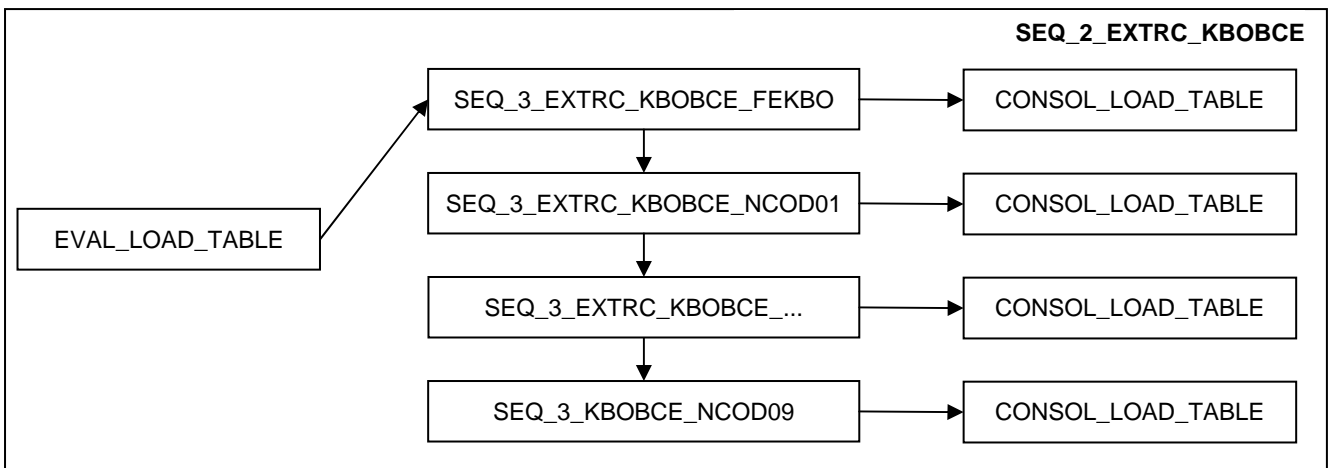 SEQ_2_EXTRC_KBOBCE
SEQ_3_EXTRC_KBOBCE_FEKBO
CONSOL_LOAD_TABLE
SEQ_3_EXTRC_KBOBCE_NCOD01
CONSOL_LOAD_TABLE
EVAL_LOAD_TABLE
SEQ_3_EXTRC_KBOBCE_...
CONSOL_LOAD_TABLE
SEQ_3_KBOBCE_NCOD09
CONSOL_LOAD_TABLE